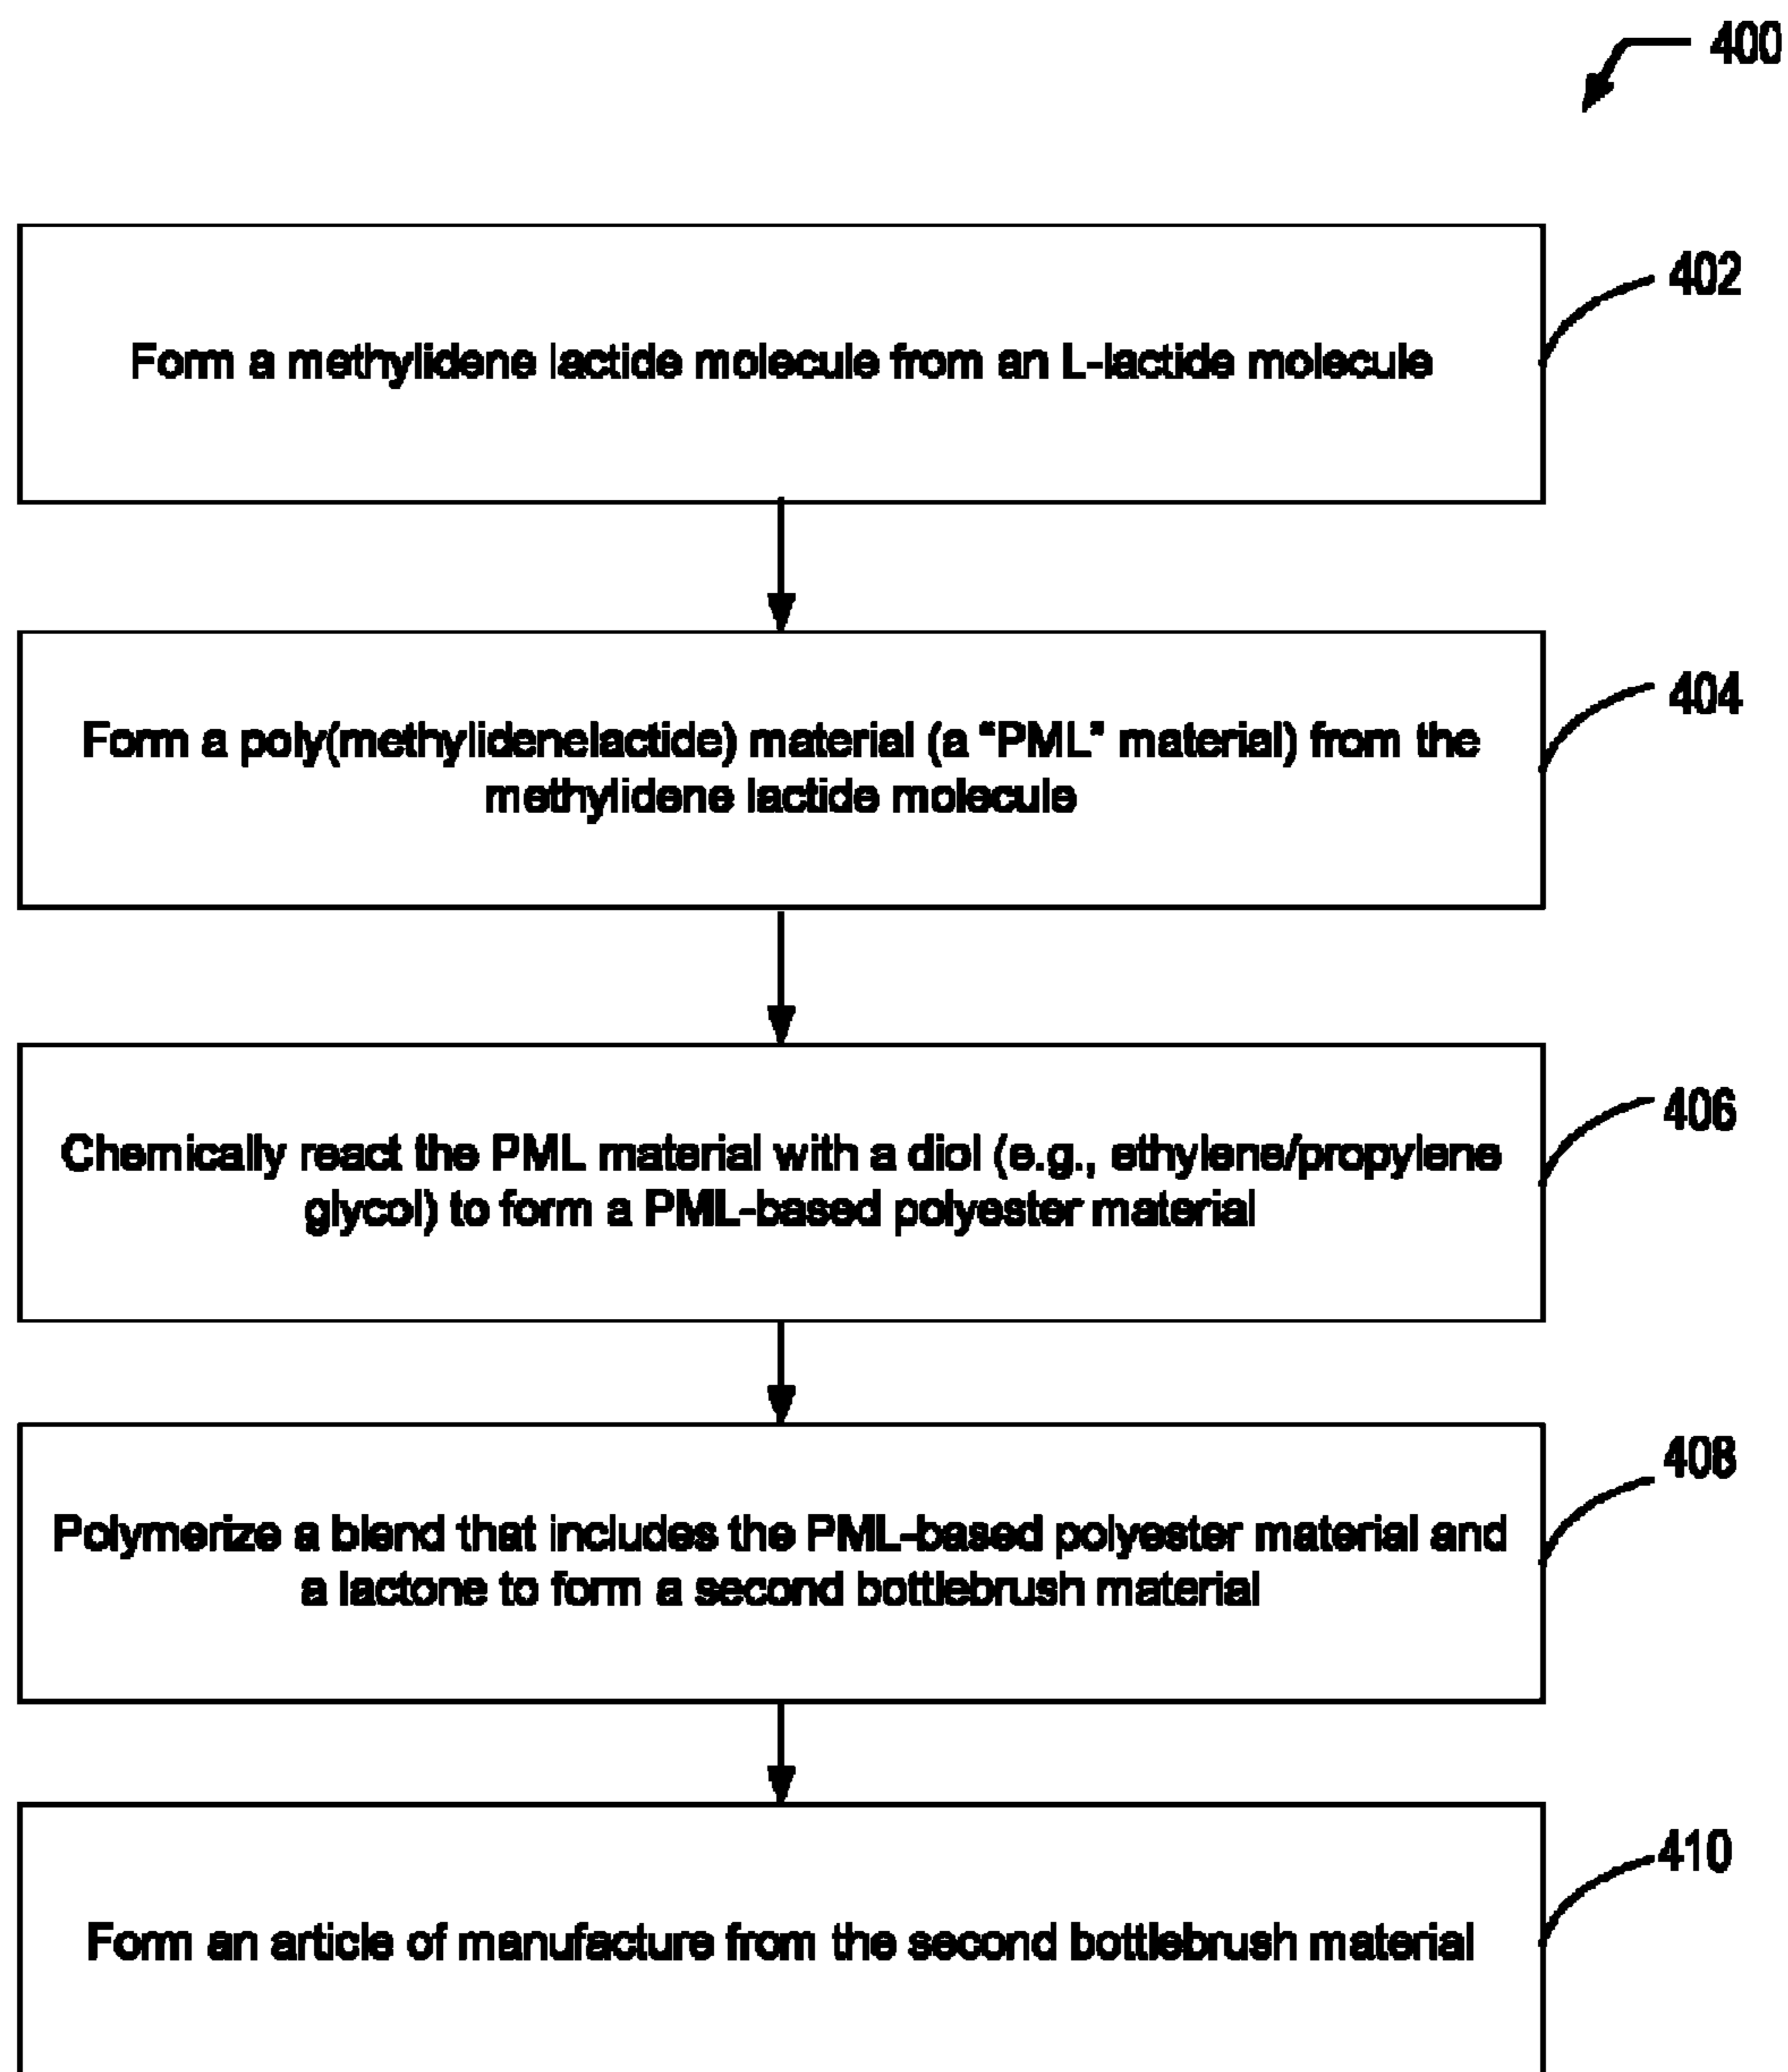 400
Form a methylidene lactide molecule from an L-lactide molecule
402
Form a poly(methylidenelactide) material (a “PML” material) from the
methylidene lactide molecule
404
Chemically react the PML material with a diol (e.g., ethylene/propylene
glycol) to form a PML-based polyester material
406
Polymerize a blend that includes the PML-based polyester material and
a lactone to form a second bottlebrush material
408
Form an article of manufacture from the second bottlebrush material
410